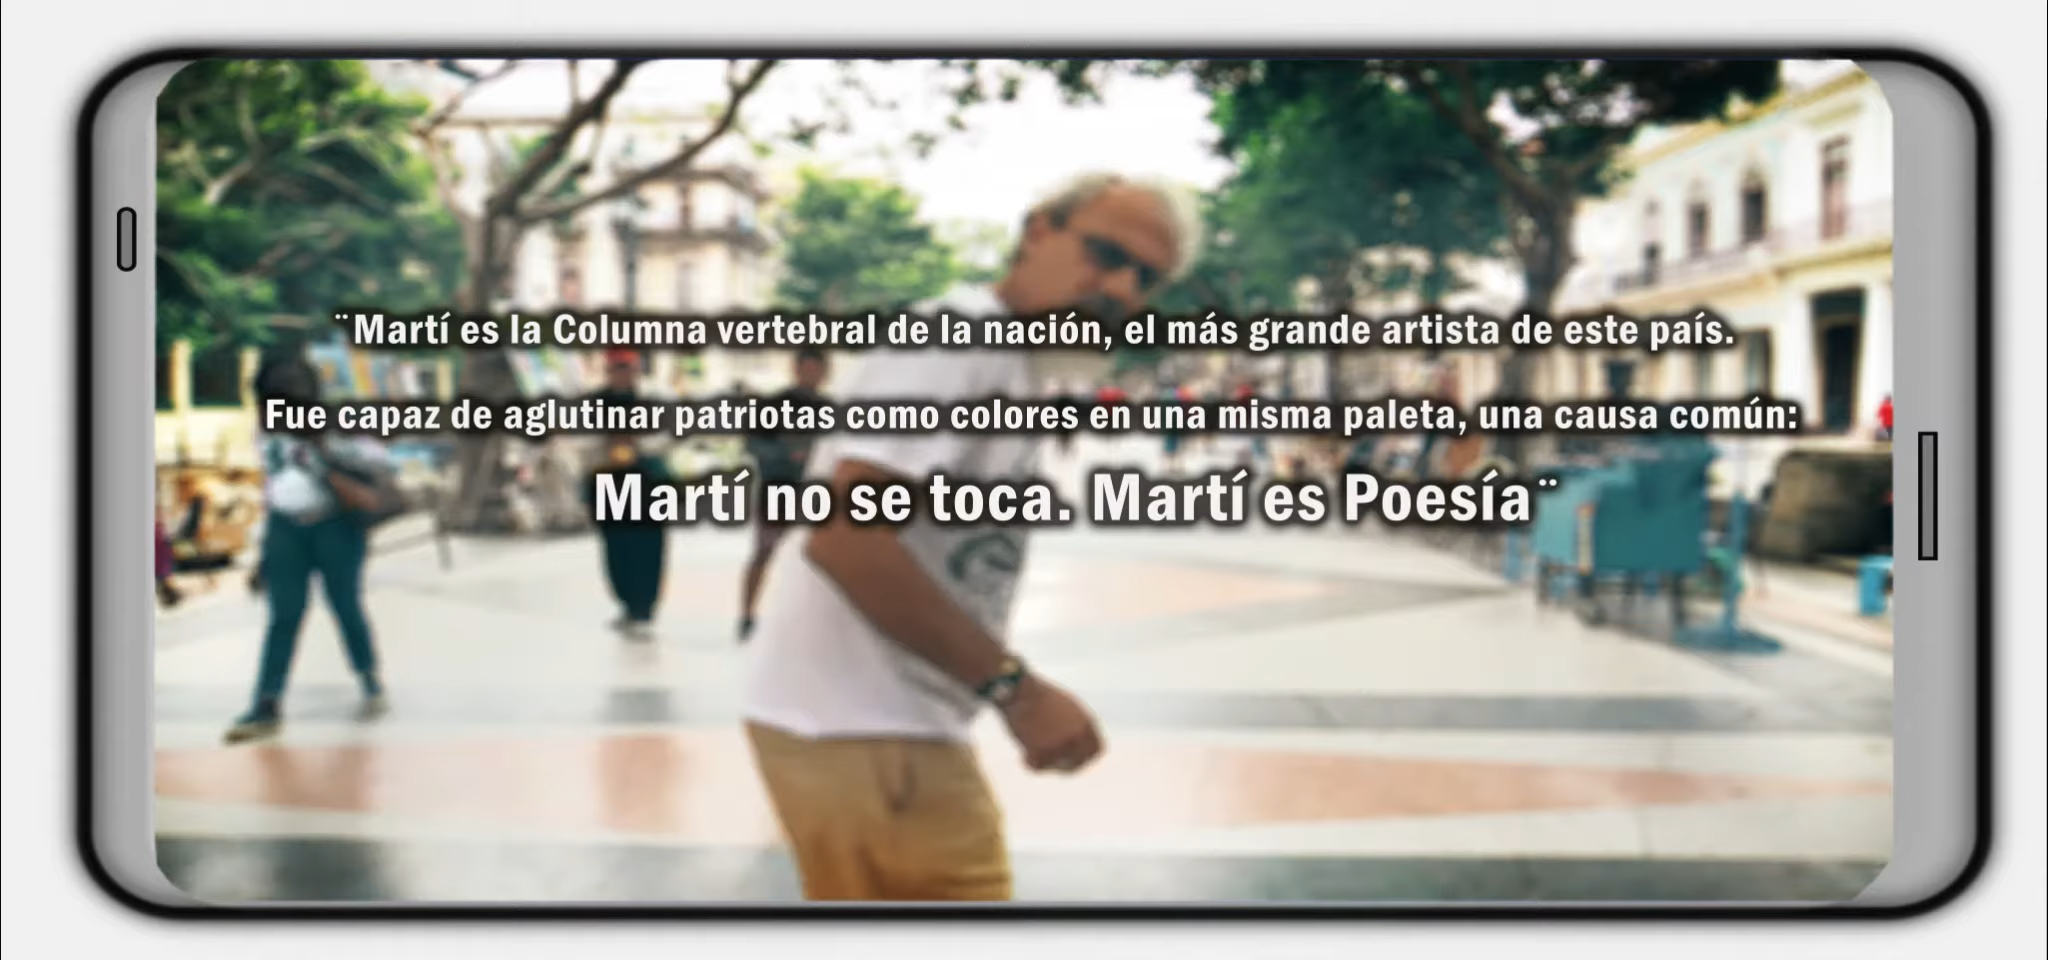 ¨Martí es la Columna vertebral de la nación, el más grande artista de este país.
Fue capaz de aglutinar patriotas como colores en una misma paleta, una causa común:
Martí no se toca. Martí es Poesía¨